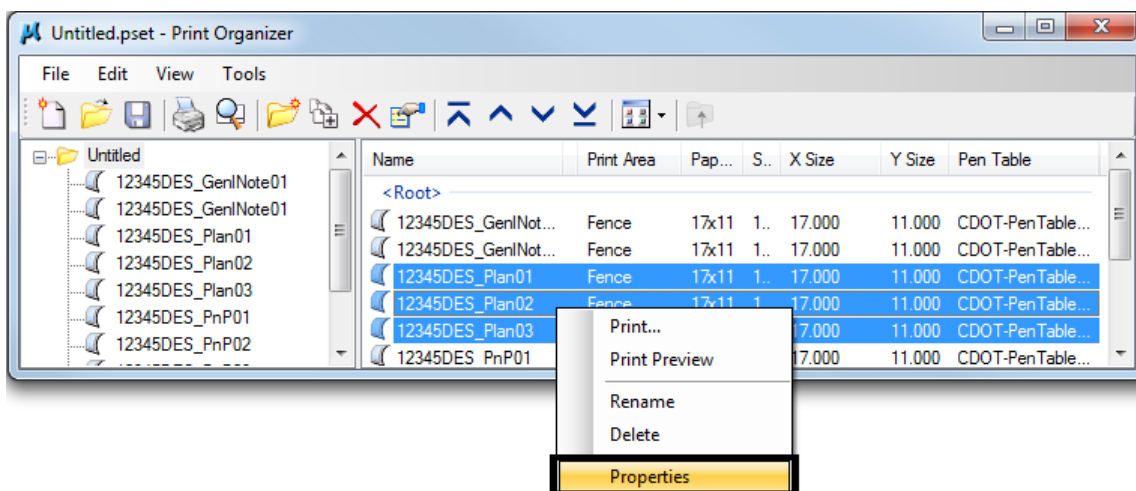 Untitled.pset - Print Organizer
File Edit View Tools
Untitled
12345DES_GenlNote01
12345DES_GenlNote01
12345DES_Plan01
12345DES_Plan02
12345DES_Plan03
12345DES_PnP01
12345DES_PnP02
Name Print Area Pap... S.. X Size Y Size Pen Table
<Root>
12345DES_GenlNot... Fence 17x11 1.. 17.000 11.000 CDOT-PenTable...
12345DES_GenlNot... Fence 17x11 1.. 17.000 11.000 CDOT-PenTable...
12345DES_Plan01 Fence 17x11 1.. 17.000 11.000 CDOT-PenTable...
12345DES_Plan02 Fence 17x11 1.. 17.000 11.000 CDOT-PenTable...
12345DES_Plan03 17.000 11.000 CDOT-PenTable...
12345DES_PnP01 17.000 11.000 CDOT-PenTable...
Print...
Print Preview
Rename
Delete
Properties